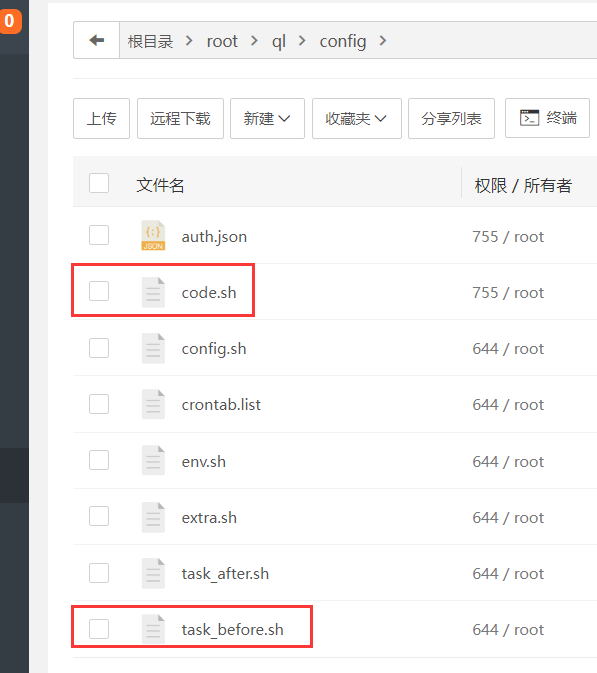 0
根目录 root ql config
上传 远程下载 新建 收藏夹 分享列表 >_ 终端
文件名 权限 / 所有者
{:} JSON auth.json 755 / root
code.sh 755 / root
config.sh 644 / root
crontab.list 644 / root
env.sh 644 / root
extra.sh 644 / root
task_after.sh 644 / root
task_before.sh 644 / root